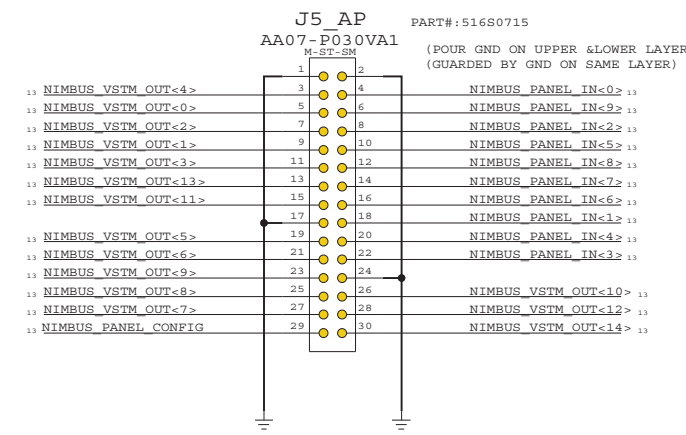 J5_AP PART#:516S0715
AA07-P030VA1
M-ST-SM (POUR GND ON UPPER &LOWER LAYER
(GUARDED BY GND ON SAME LAYER)
1 2
13 NIMBUS_VSTM_OUT<4> 3 4 NIMBUS_PANEL_IN<0> 13
13 NIMBUS_VSTM_OUT<0> 5 6 NIMBUS_PANEL_IN<9> 13
13 NIMBUS_VSTM_OUT<2> 7 8 NIMBUS_PANEL_IN<2> 13
13 NIMBUS_VSTM_OUT<1> 9 10 NIMBUS_PANEL_IN<5> 13
13 NIMBUS_VSTM_OUT<3> 11 12 NIMBUS_PANEL_IN<8> 13
13 NIMBUS_VSTM_OUT<13> 13 14 NIMBUS_PANEL_IN<7> 13
13 NIMBUS_VSTM_OUT<11> 15 16 NIMBUS_PANEL_IN<6> 13
17 18 NIMBUS_PANEL_IN<1> 13
13 NIMBUS_VSTM_OUT<5> 19 20 NIMBUS_PANEL_IN<4> 13
13 NIMBUS_VSTM_OUT<6> 21 22 NIMBUS_PANEL_IN<3> 13
13 NIMBUS_VSTM_OUT<9> 23 24
13 NIMBUS_VSTM_OUT<8> 25 26 NIMBUS_VSTM_OUT<10> 13
13 NIMBUS_VSTM_OUT<7> 27 28 NIMBUS_VSTM_OUT<12> 13
13 NIMBUS_PANEL_CONFIG 29 30 NIMBUS_VSTM_OUT<14> 13